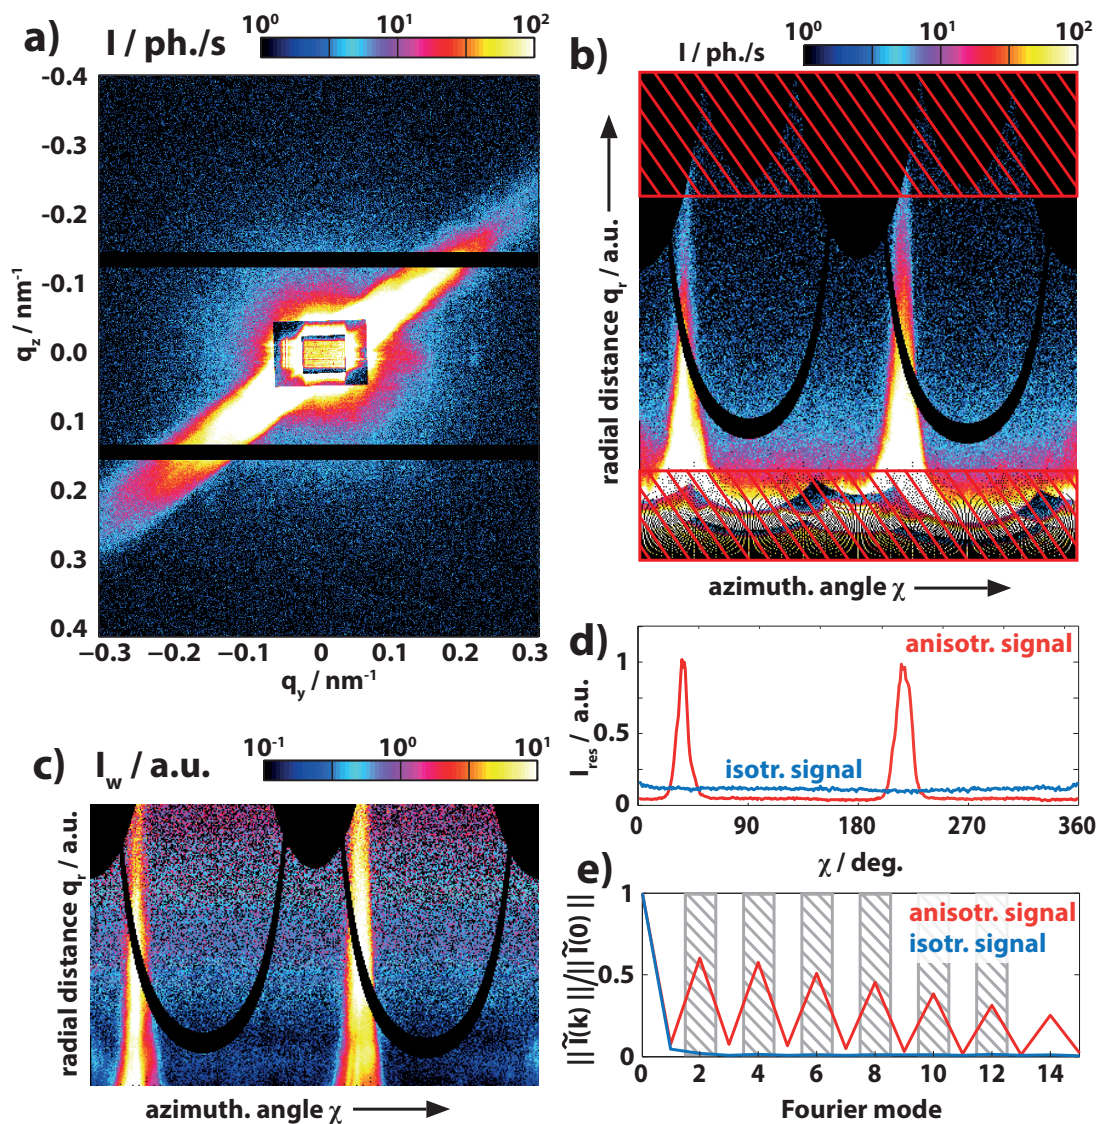 a)
I / ph./s
10⁰ 10¹ 10²
-0.4
-0.3
-0.2
-0.1
0.0
0.1
0.2
0.3
0.4
q_z / nm⁻¹
−0.3 −0.2 −0.1 0 0.1 0.2 0.3
q_y / nm⁻¹
b)
I / ph./s
10⁰ 10¹ 10²
radial distance q_r / a.u.
azimuth. angle χ
c)
I_w / a.u.
10⁻¹ 10⁰ 10¹
radial distance q_r / a.u.
azimuth. angle χ
d)
anisotr. signal
isotr. signal
I_res / a.u.
1
0.5
0
0 90 180 270 360
χ / deg.
e)
anisotr. signal
isotr. signal
|| ĩ(k) ||/|| ĩ(0) ||
1
0.5
0
0 2 4 6 8 10 12 14
Fourier mode